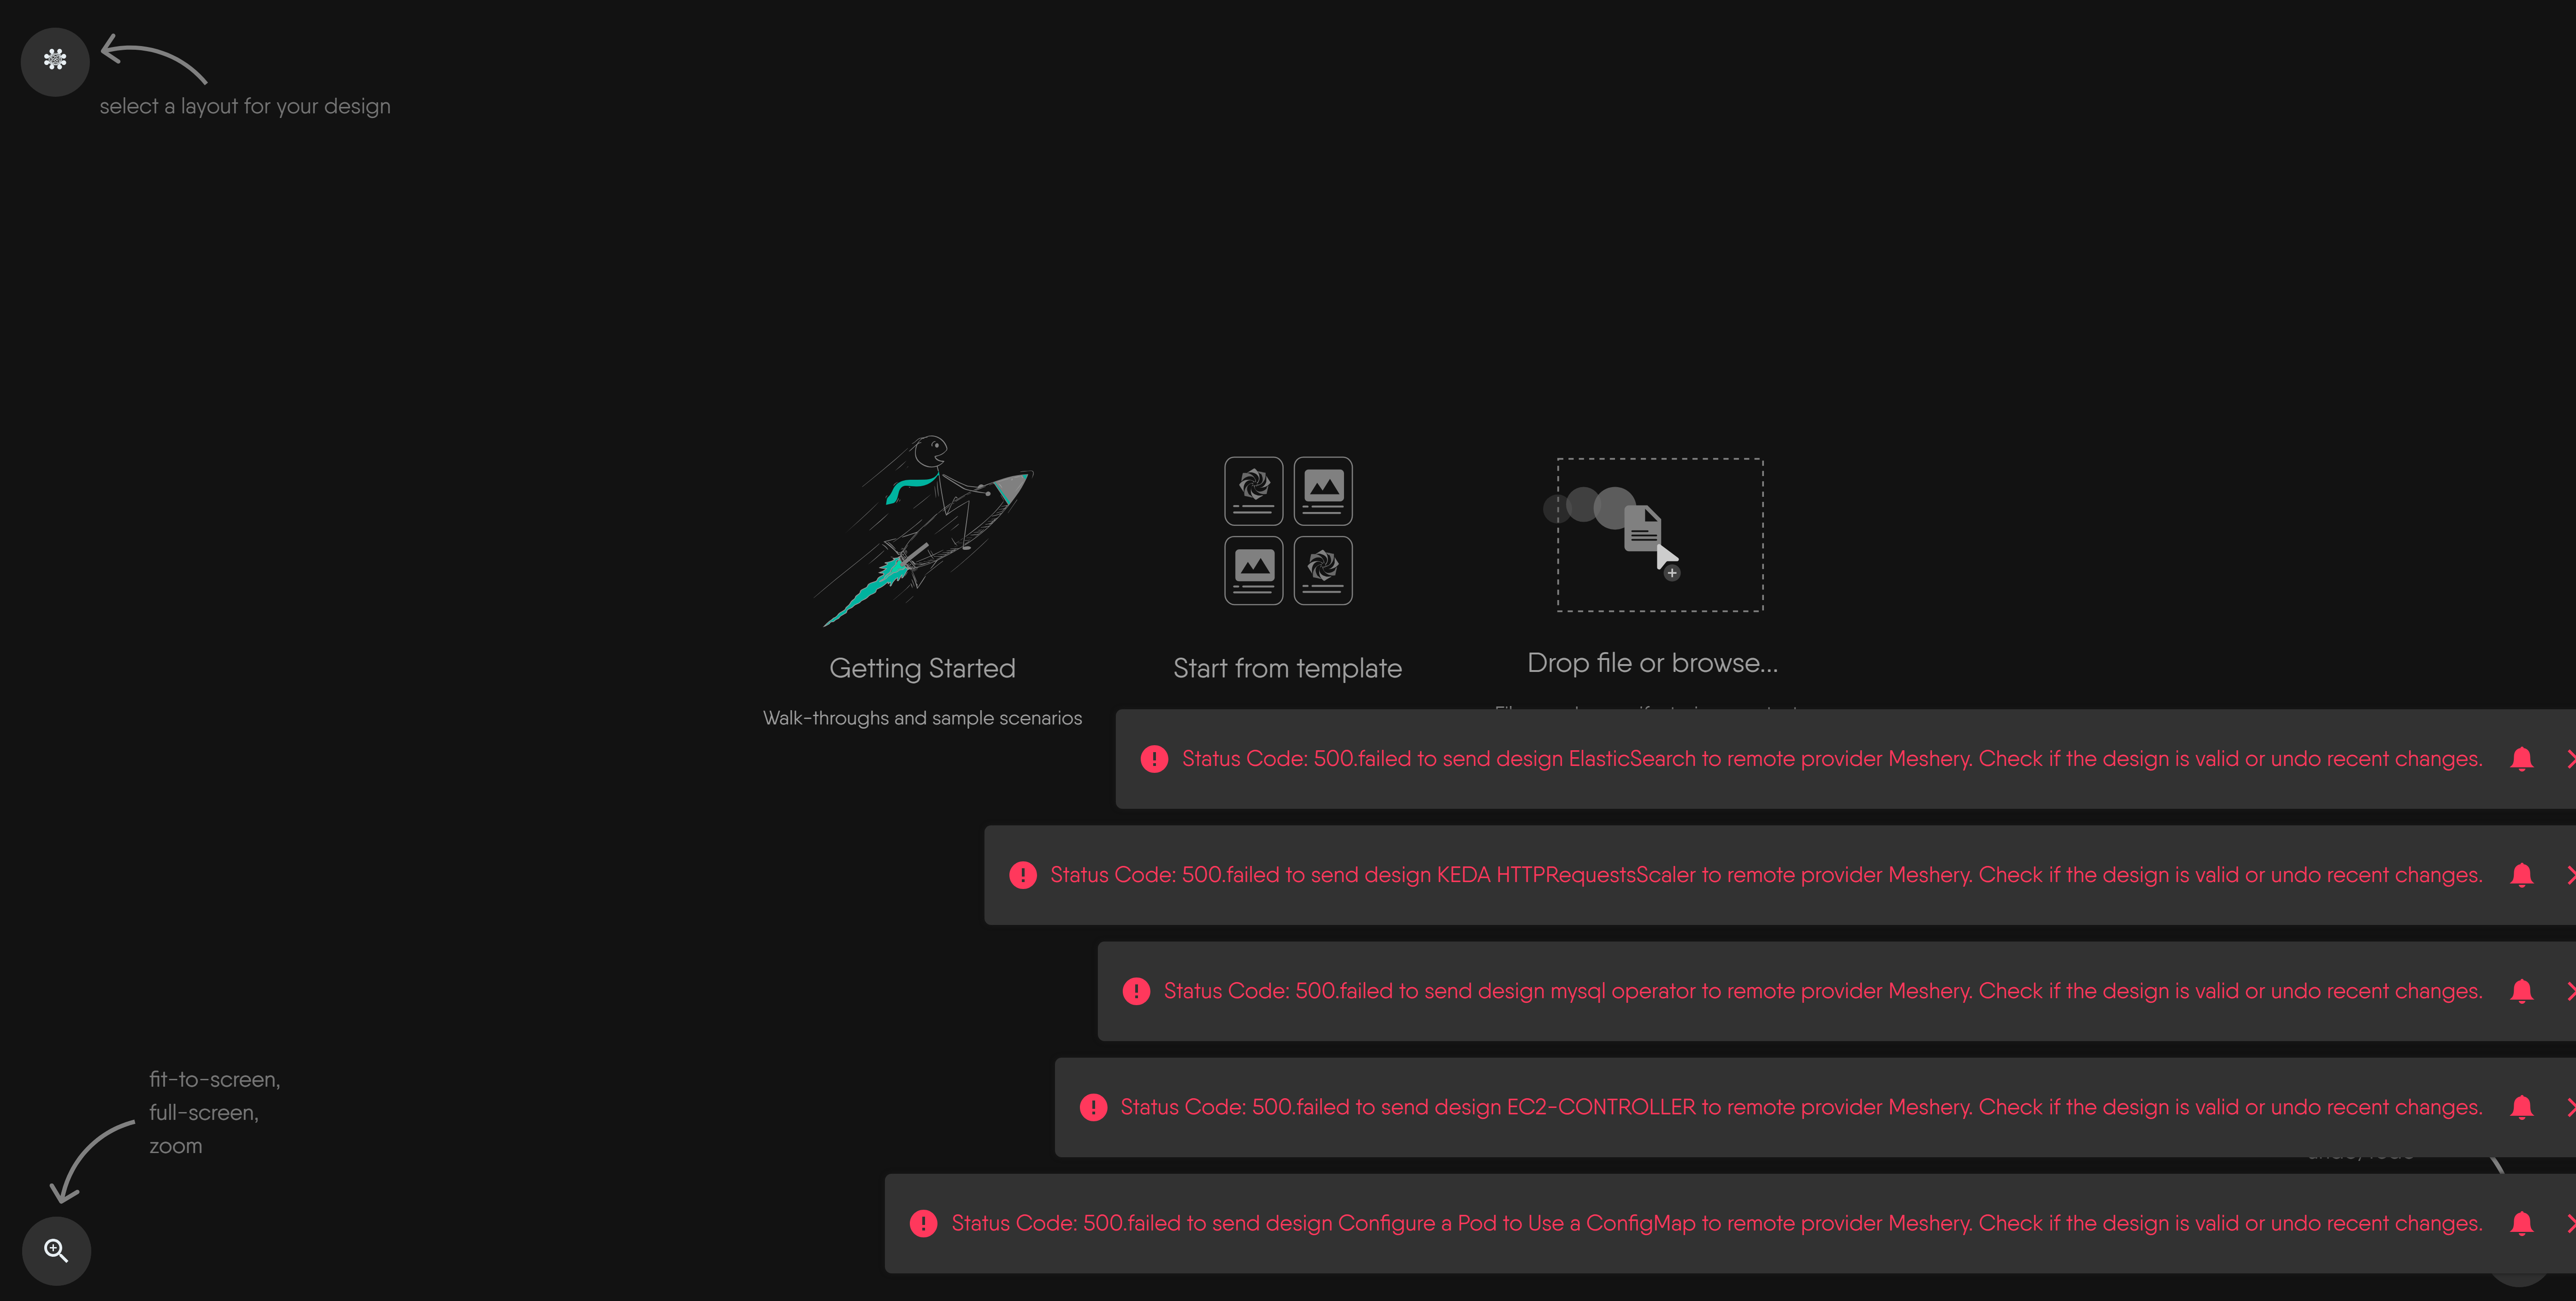 select a layout for your design
Getting Started
Start from template
Drop file or browse...
Walk-throughs and sample scenarios
Status Code: 500.failed to send design ElasticSearch to remote provider Meshery. Check if the design is valid or undo recent changes.
Status Code: 500.failed to send design KEDA HTTPRequestsScaler to remote provider Meshery. Check if the design is valid or undo recent changes.
Status Code: 500.failed to send design mysql operator to remote provider Meshery. Check if the design is valid or undo recent changes.
fit-to-screen,
full-screen,
zoom
Status Code: 500.failed to send design EC2-CONTROLLER to remote provider Meshery. Check if the design is valid or undo recent changes.
Status Code: 500.failed to send design Configure a Pod to Use a ConfigMap to remote provider Meshery. Check if the design is valid or undo recent changes.